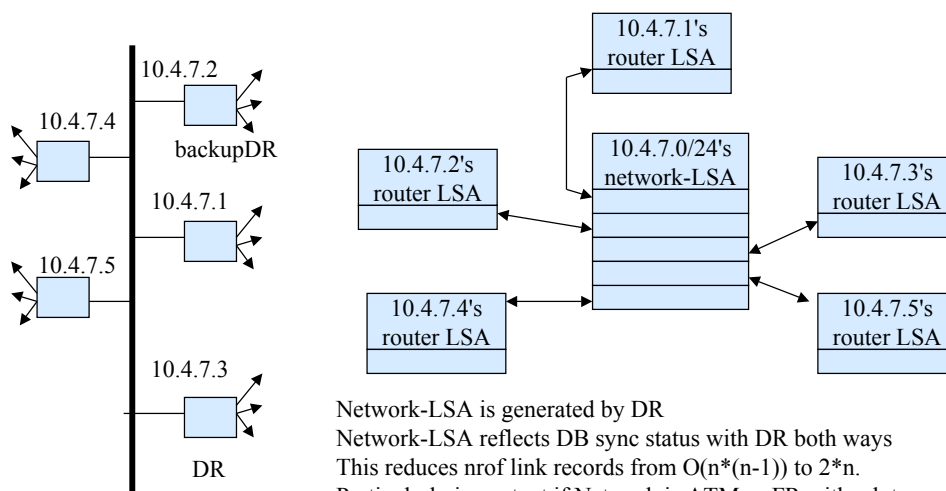 10.4.7.2
10.4.7.4
backupDR
10.4.7.1
10.4.7.5
10.4.7.3
DR
10.4.7.1's
router LSA
10.4.7.0/24's
network-LSA
10.4.7.2's
router LSA
10.4.7.3's
router LSA
10.4.7.4's
router LSA
10.4.7.5's
router LSA
Network-LSA is generated by DR
Network-LSA reflects DB sync status with DR both ways
This reduces nrof link records from O(n*(n-1)) to 2*n.